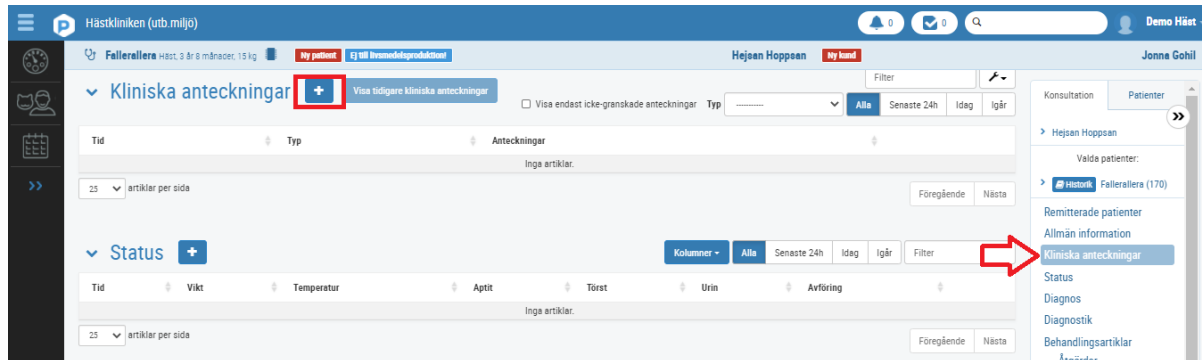 Hästkliniken (utb.miljö)
0
0
Demo Häst
Fallerallera Häst, 3 år 8 månader, 15 kg
Ny patient
Ej till livsmedelsproduktion!
Hejsan Hoppsan
Ny kund
Jonna Gohil
Kliniska anteckningar
Visa tidigare kliniska anteckningar
Visa endast icke-granskade anteckningar
Typ
-----------
Alla
Senaste 24h
Idag
Igår
Filter
Tid
Typ
Anteckningar
Inga artiklar.
25 artiklar per sida
Föregående
Nästa
Status
Kolumner
Alla
Senaste 24h
Idag
Igår
Filter
Tid
Vikt
Temperatur
Aptit
Törst
Urin
Avföring
Inga artiklar.
25 artiklar per sida
Föregående
Nästa
Konsultation
Patienter
Hejsan Hoppsan
Valda patienter:
Historik Fallerallera (170)
Remitterade patienter
Allmän information
Kliniska anteckningar
Status
Diagnos
Diagnostik
Behandlingsartiklar
Åtgärder